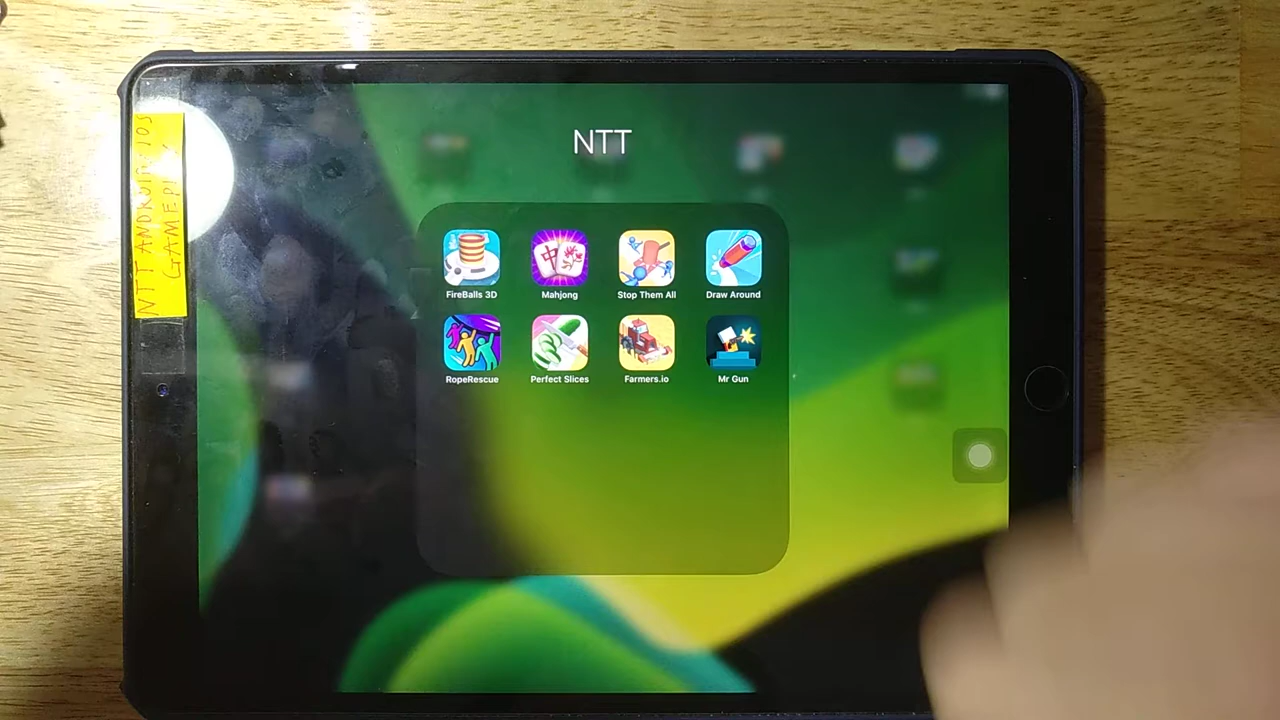 NTT
FireBalls 3D
Mahjong
Stop Them All
Draw Around
RopeRescue
Perfect Slices
Farmers.io
Mr Gun
中
NTT ANDROID IOS
GAMEPLAY